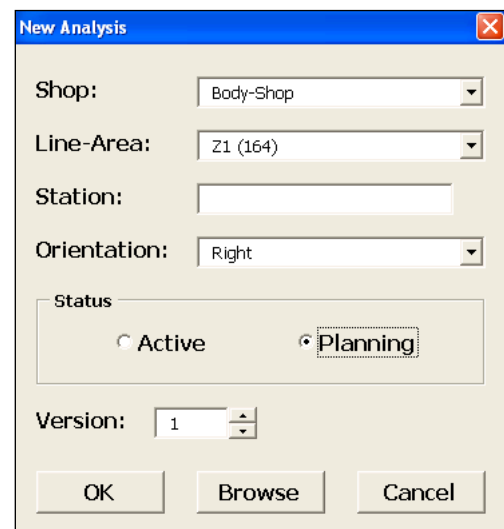 New Analysis
Shop: Body-Shop
Line-Area: Z1 (164)
Station:
Orientation: Right
Status
Active Planning
Version: 1
OK Browse Cancel